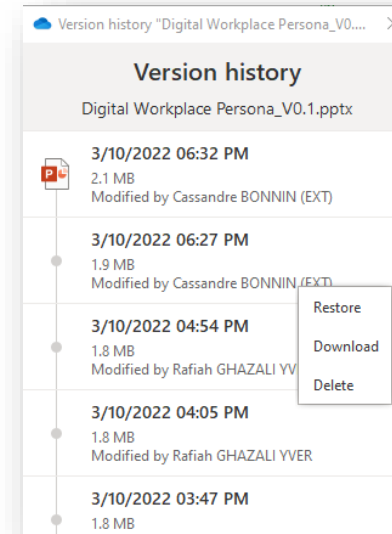 Version history "Digital Workplace Persona_V0....
Version history
Digital Workplace Persona_V0.1.pptx
3/10/2022 06:32 PM
2.1 MB
Modified by Cassandre BONNIN (EXT)
3/10/2022 06:27 PM
1.9 MB
Modified by Cassandre BONNIN (EXT)
Restore
Download
Delete
3/10/2022 04:54 PM
1.8 MB
Modified by Rafiah GHAZALI YV
3/10/2022 04:05 PM
1.8 MB
Modified by Rafiah GHAZALI YVER
3/10/2022 03:47 PM
1.8 MB